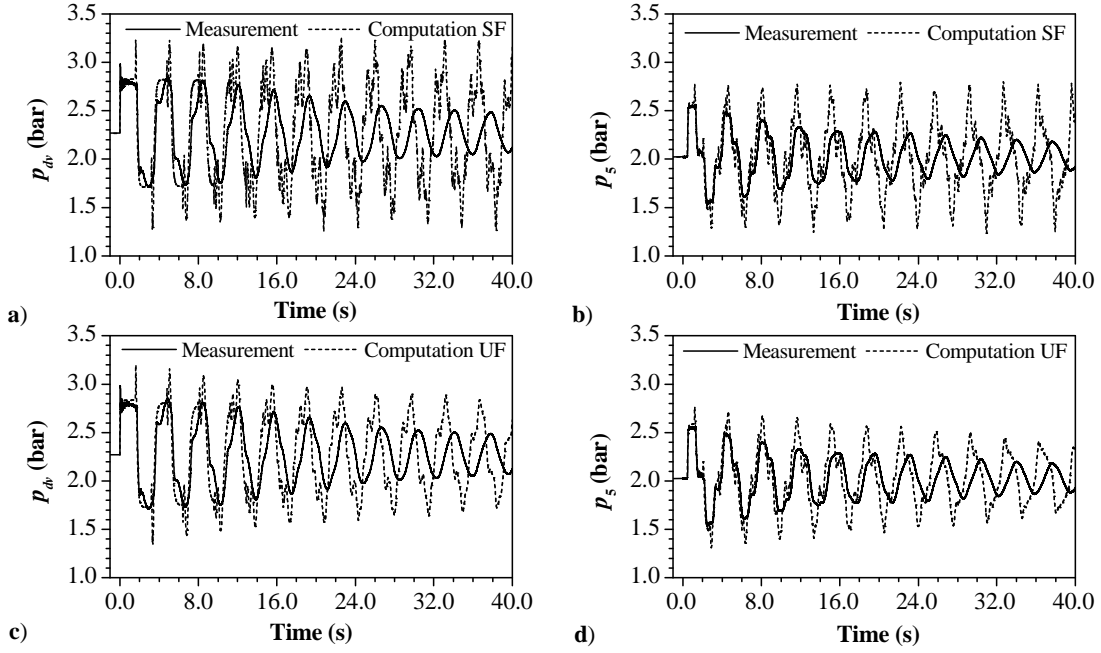 3.5
Measurement Computation SF
3.0
2.5
2.0
1.5
1.0
p_dv (bar)
0.0 8.0 16.0 24.0 32.0 40.0
Time (s)
a)
3.5
Measurement Computation SF
3.0
2.5
2.0
1.5
1.0
p_5 (bar)
0.0 8.0 16.0 24.0 32.0 40.0
Time (s)
b)
3.5
Measurement Computation UF
3.0
2.5
2.0
1.5
1.0
p_dv (bar)
0.0 8.0 16.0 24.0 32.0 40.0
Time (s)
c)
3.5
Measurement Computation UF
3.0
2.5
2.0
1.5
1.0
p_5 (bar)
0.0 8.0 16.0 24.0 32.0 40.0
Time (s)
d)